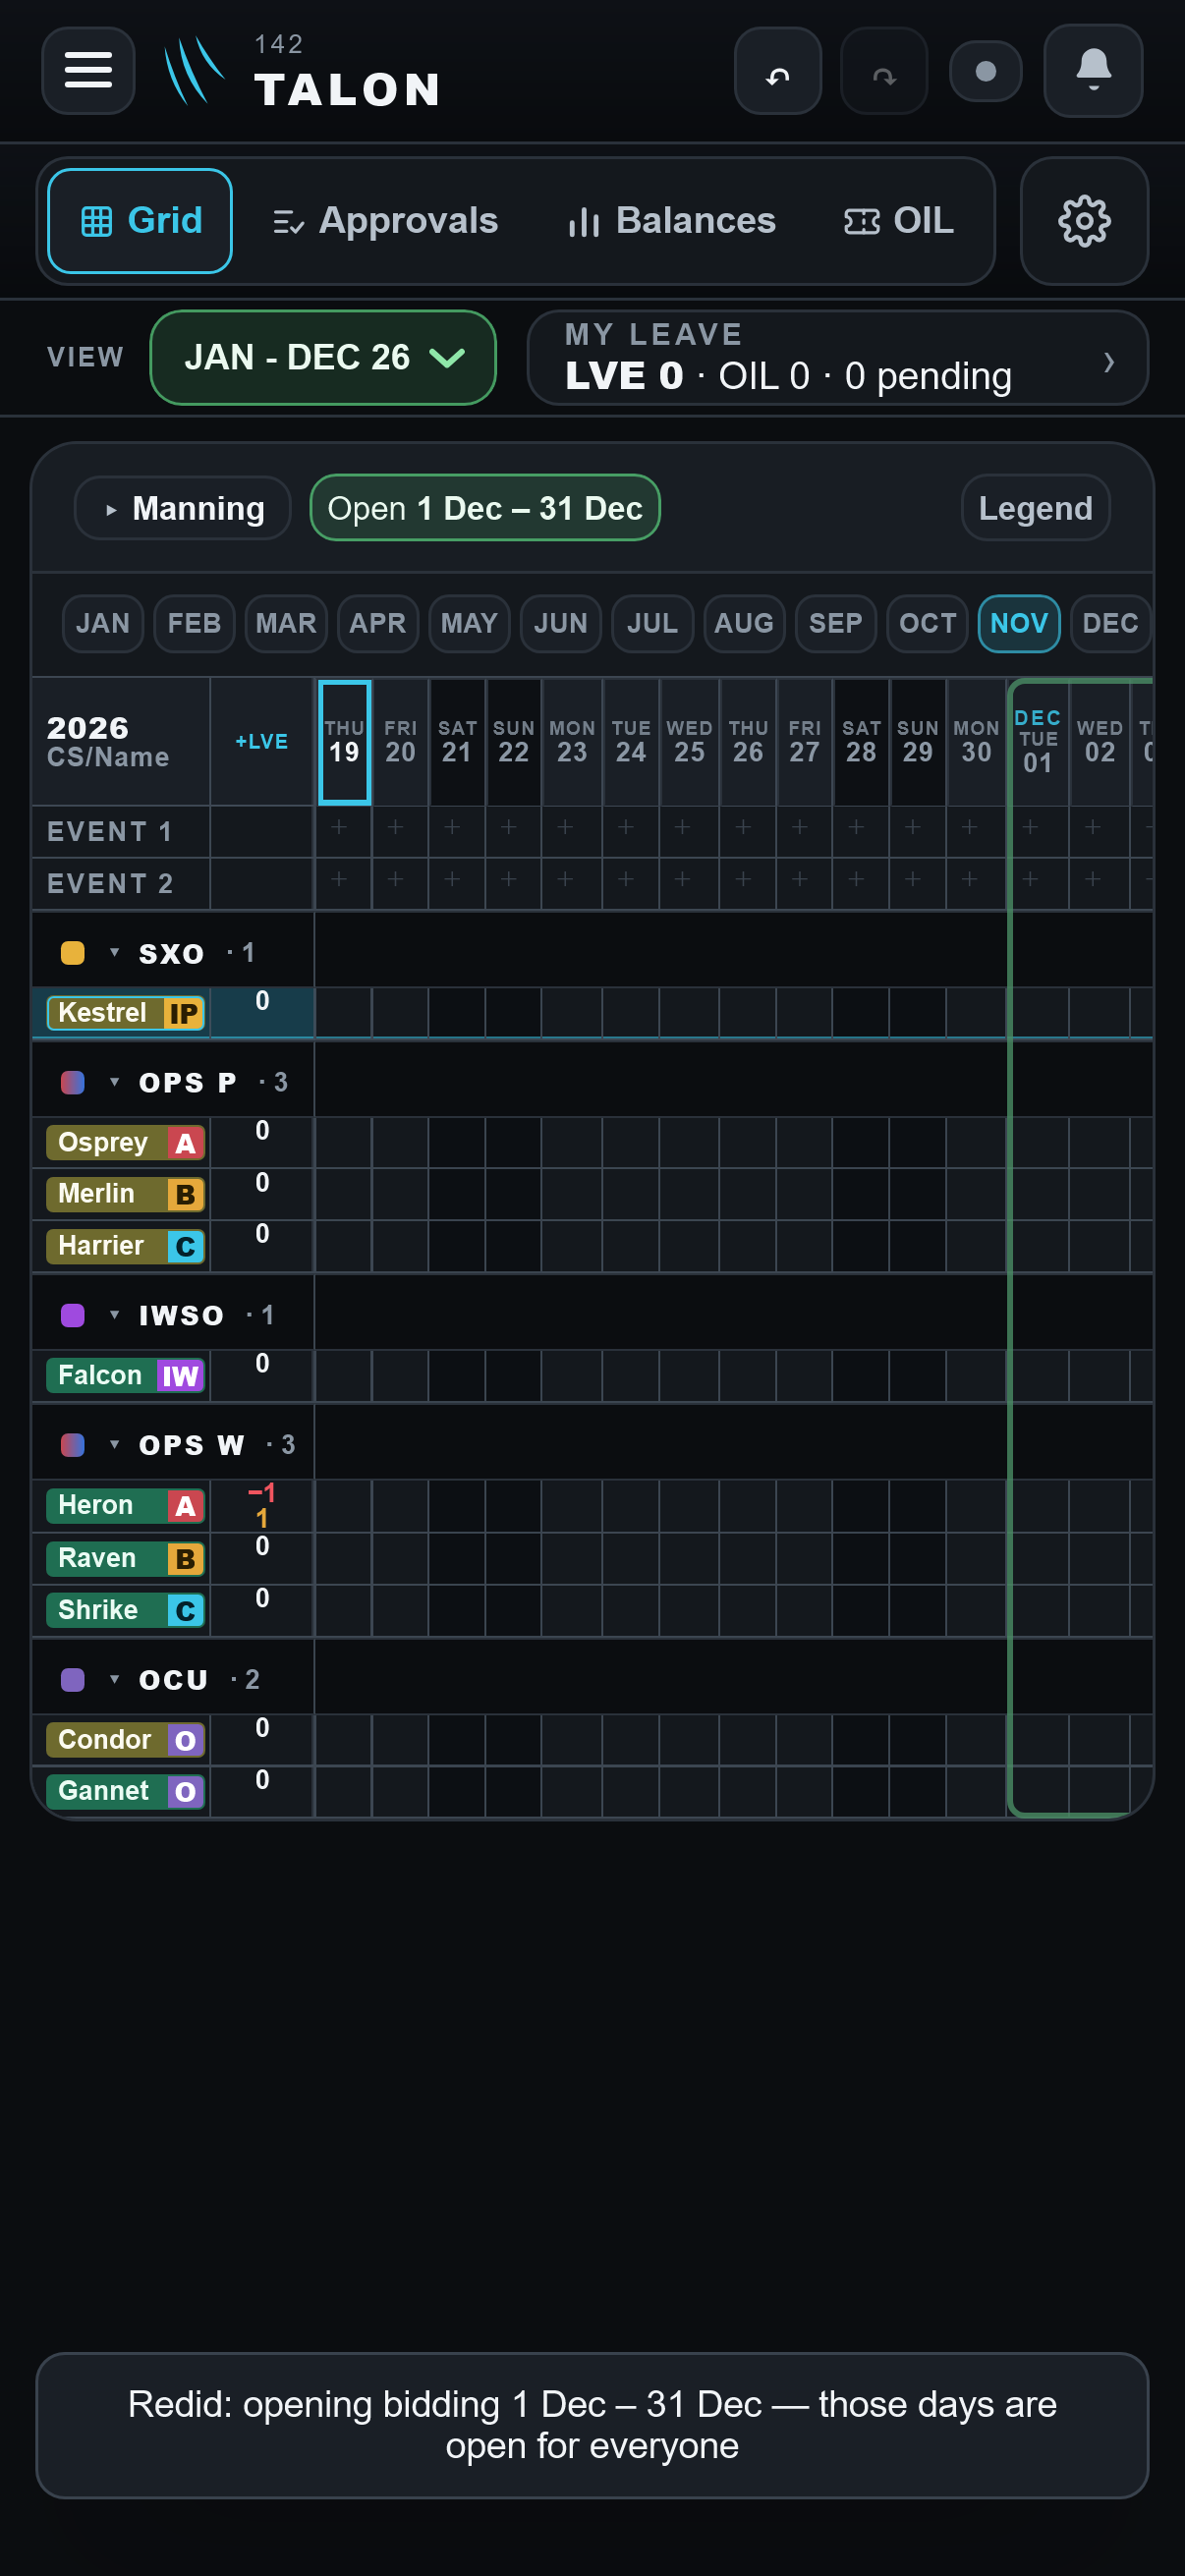 142
TALON
Grid Approvals Balances OIL
VIEW JAN - DEC 26
MY LEAVE
LVE 0 · OIL 0 · 0 pending ›
▸ Manning Open 1 Dec – 31 Dec Legend
JAN FEB MAR APR MAY JUN JUL AUG SEP OCT NOV DEC
2026
CS/Name
+LVE
THU 19 FRI 20 SAT 21 SUN 22 MON 23 TUE 24 WED 25 THU 26 FRI 27 SAT 28 SUN 29 MON 30 DEC TUE 01 WED 02
EVENT 1 + + + + + + + + + + + + + +
EVENT 2 + + + + + + + + + + + + + +
▾ SXO · 1
Kestrel IP 0
▾ OPS P · 3
Osprey A 0
Merlin B 0
Harrier C 0
▾ IWSO · 1
Falcon IW 0
▾ OPS W · 3
Heron A −1
1
Raven B 0
Shrike C 0
▾ OCU · 2
Condor O 0
Gannet O 0
Redid: opening bidding 1 Dec – 31 Dec — those days are
open for everyone